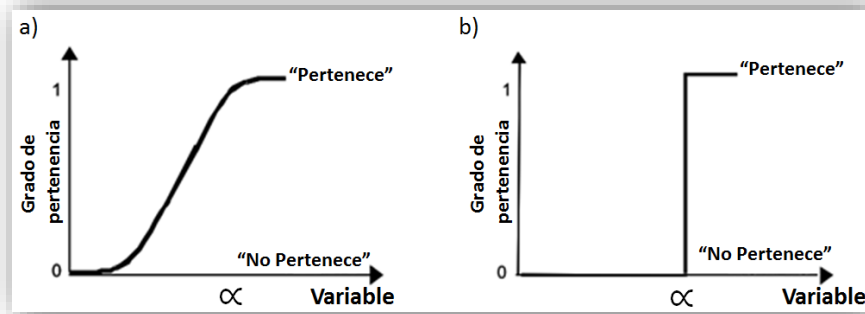 a)
“Pertenece”
1
Grado de
pertenencia
“No Pertenece”
0
∝
Variable
b)
“Pertenece”
1
Grado de
pertenencia
“No Pertenece”
0
∝
Variable